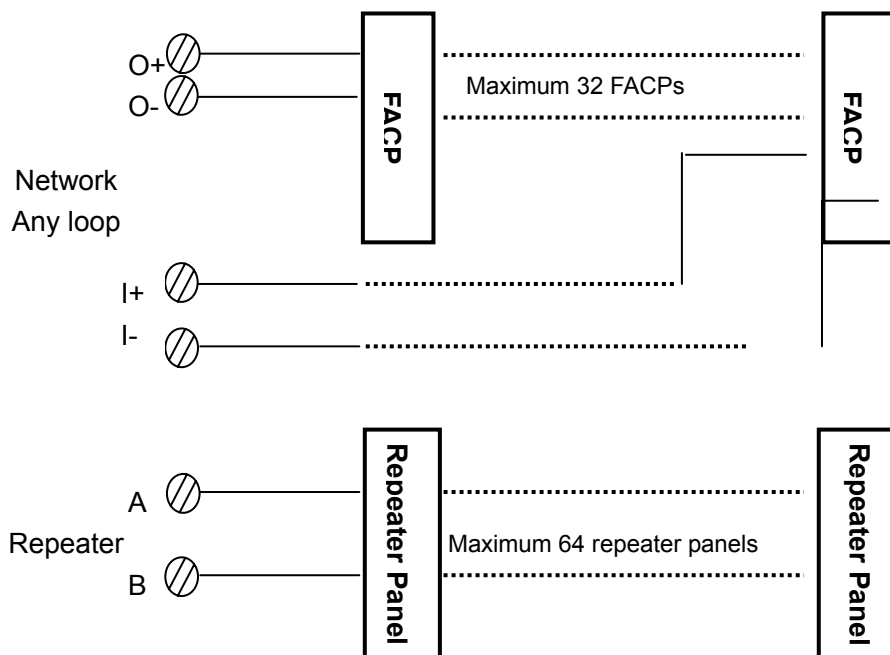 O+
O-
FACP
Maximum 32 FACPs
FACP
Network
Any loop
I+
I-
A
Repeater
B
Repeater Panel
Maximum 64 repeater panels
Repeater Panel